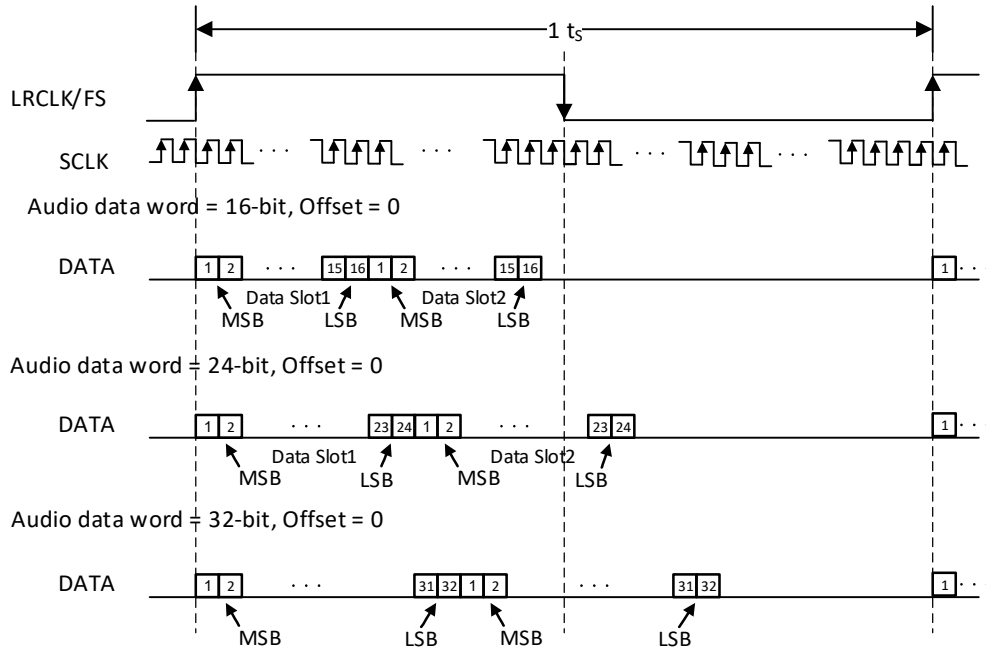 1 tS
LRCLK/FS
SCLK
· · ·
· · ·
· · ·
· · ·
Audio data word = 16-bit, Offset = 0
DATA
1 2 · · · 15 16 1 2 · · · 15 16 1 · · ·
Data Slot1 Data Slot2
MSB LSB MSB LSB
Audio data word = 24-bit, Offset = 0
DATA
1 2 · · · 23 24 1 2 · · · 23 24 1 · · ·
Data Slot1 Data Slot2
MSB LSB MSB LSB
Audio data word = 32-bit, Offset = 0
DATA
1 2 · · · 31 32 1 2 · · · 31 32 1 · · ·
MSB LSB MSB LSB